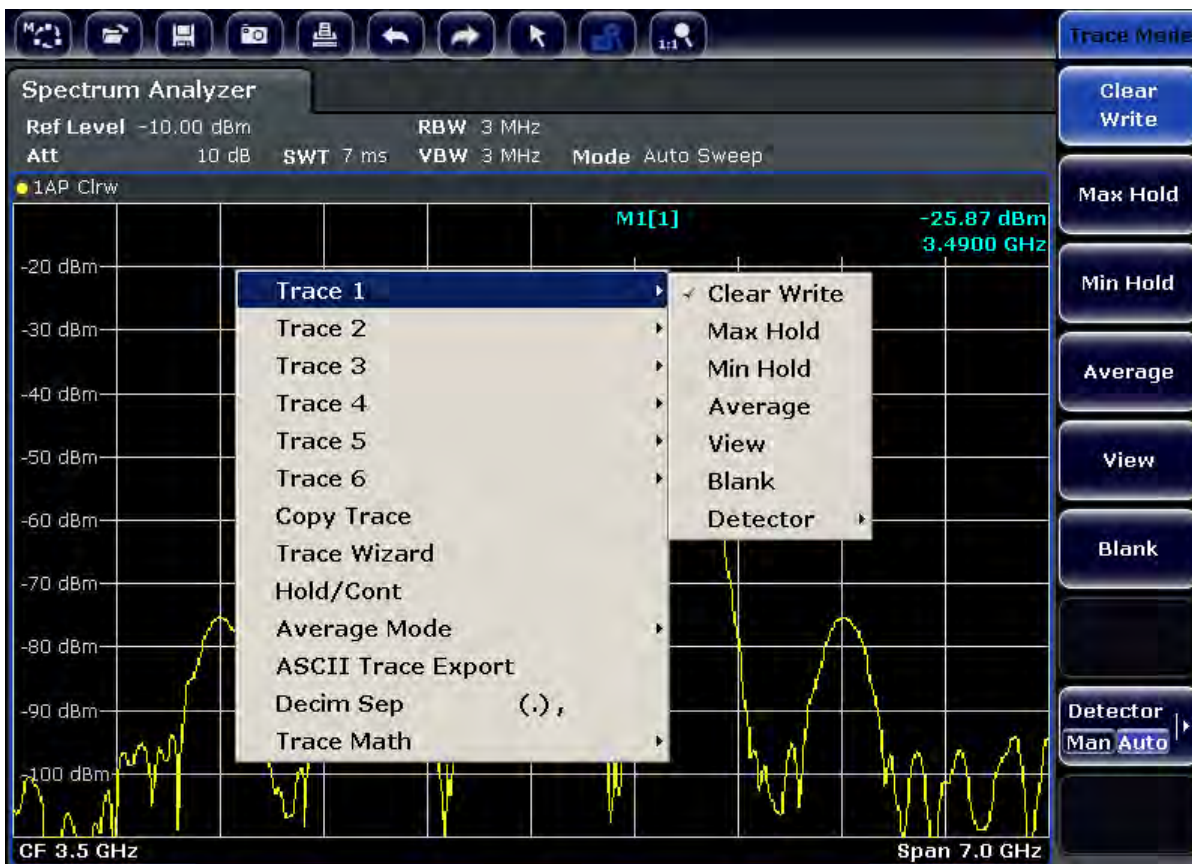 M
1:1
Trace Mode
Spectrum Analyzer
Ref Level -10.00 dBm RBW 3 MHz
Att 10 dB SWT 7 ms VBW 3 MHz Mode Auto Sweep
1AP Clrw
M1[1] -25.87 dBm
3.4900 GHz
-20 dBm
-30 dBm
-40 dBm
-50 dBm
-60 dBm
-70 dBm
-80 dBm
-90 dBm
-100 dBm
Trace 1
Trace 2
Trace 3
Trace 4
Trace 5
Trace 6
Copy Trace
Trace Wizard
Hold/Cont
Average Mode
ASCII Trace Export
Decim Sep (.) ,
Trace Math
Clear Write
Max Hold
Min Hold
Average
View
Blank
Detector
CF 3.5 GHz Span 7.0 GHz
Clear
Write
Max Hold
Min Hold
Average
View
Blank
Detector
Man Auto